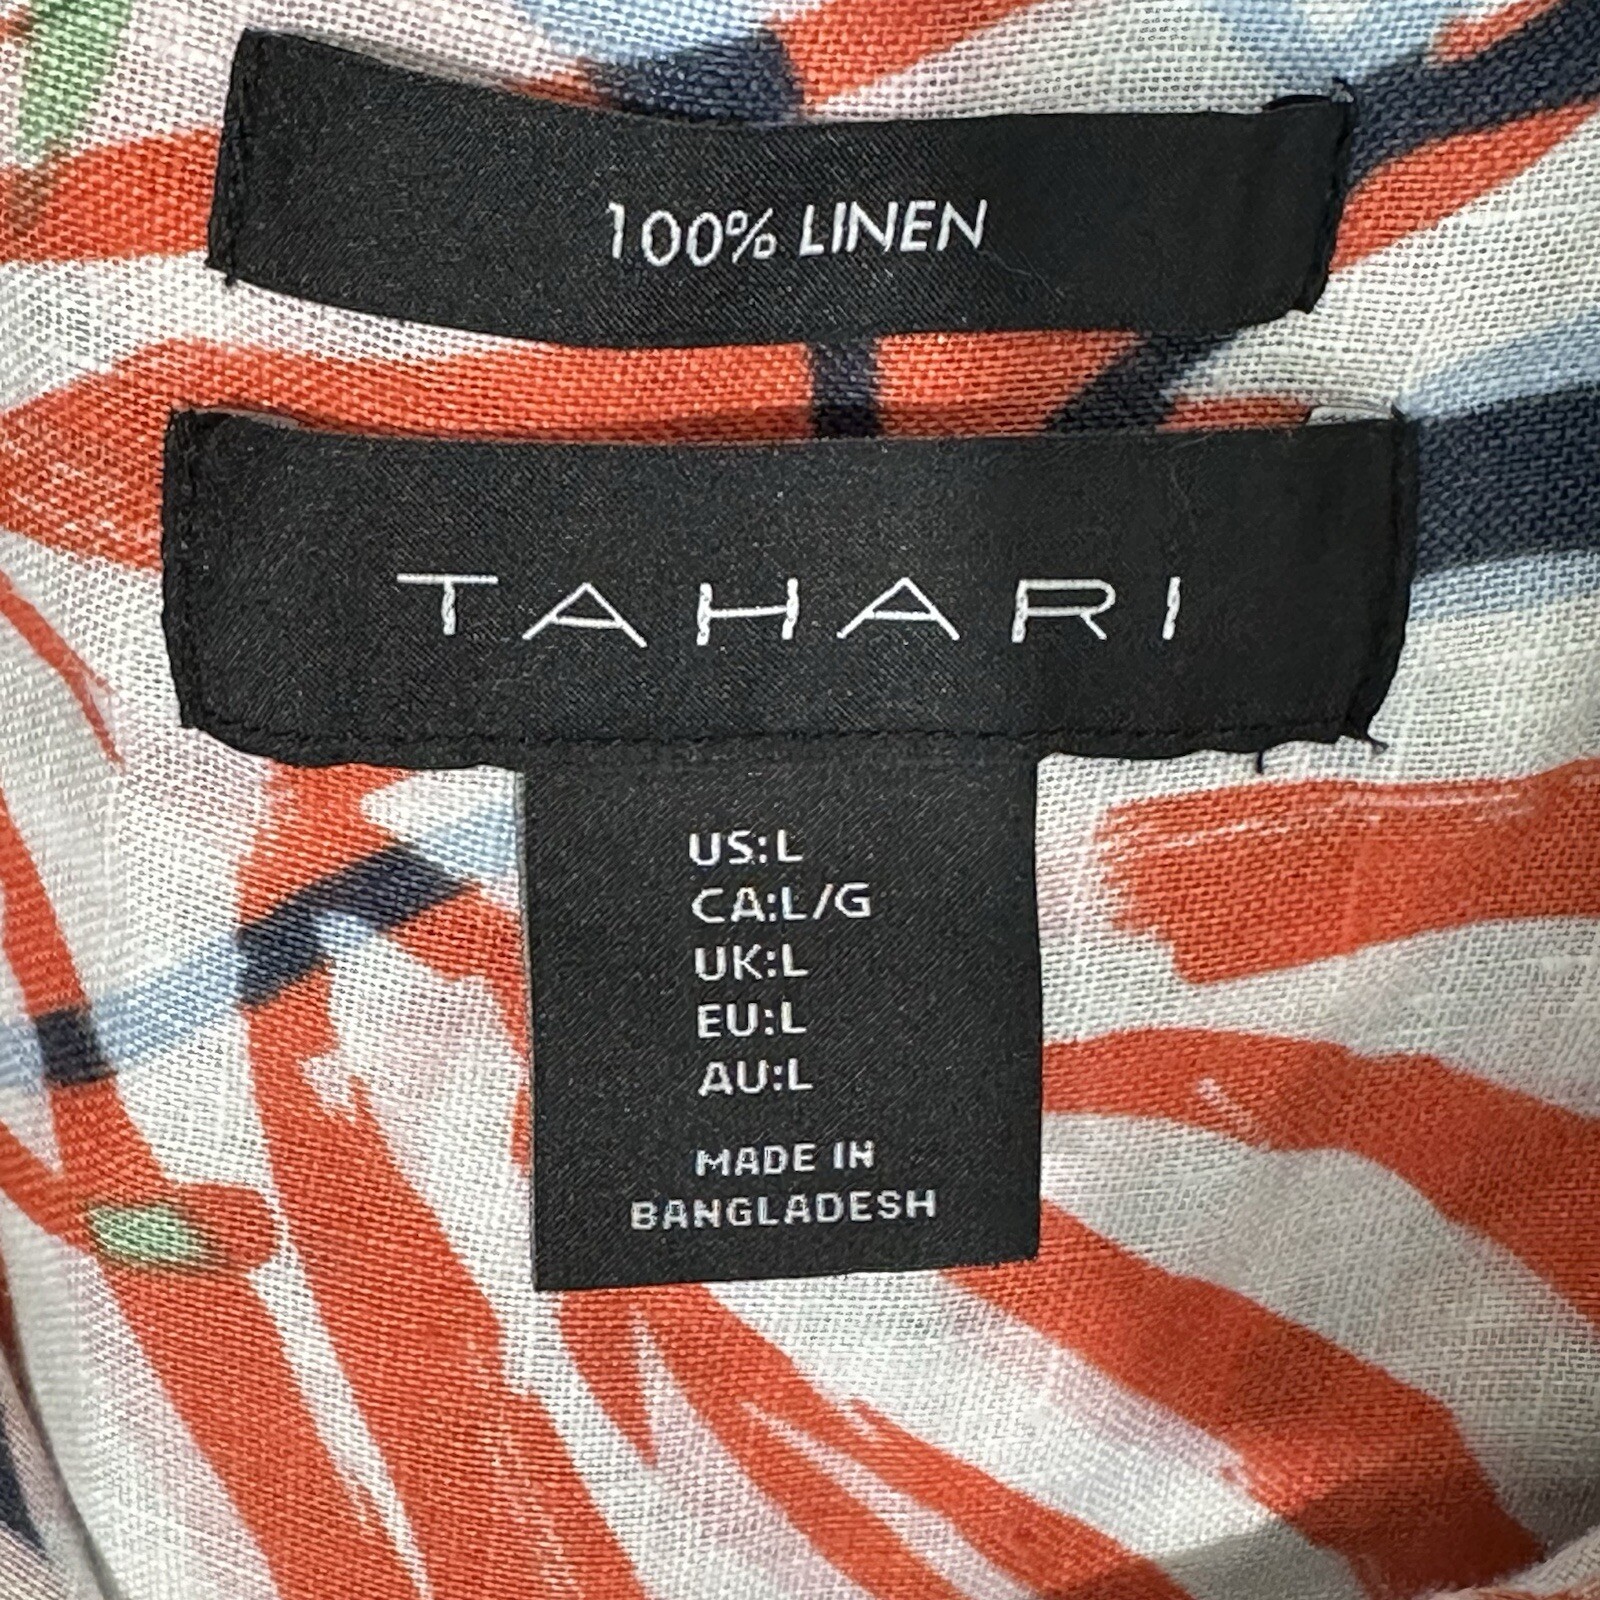 100% LINEN
TAHARI
US:L
CA:L/G
UK:L
EU:L
AU:L
MADE IN
BANGLADESH